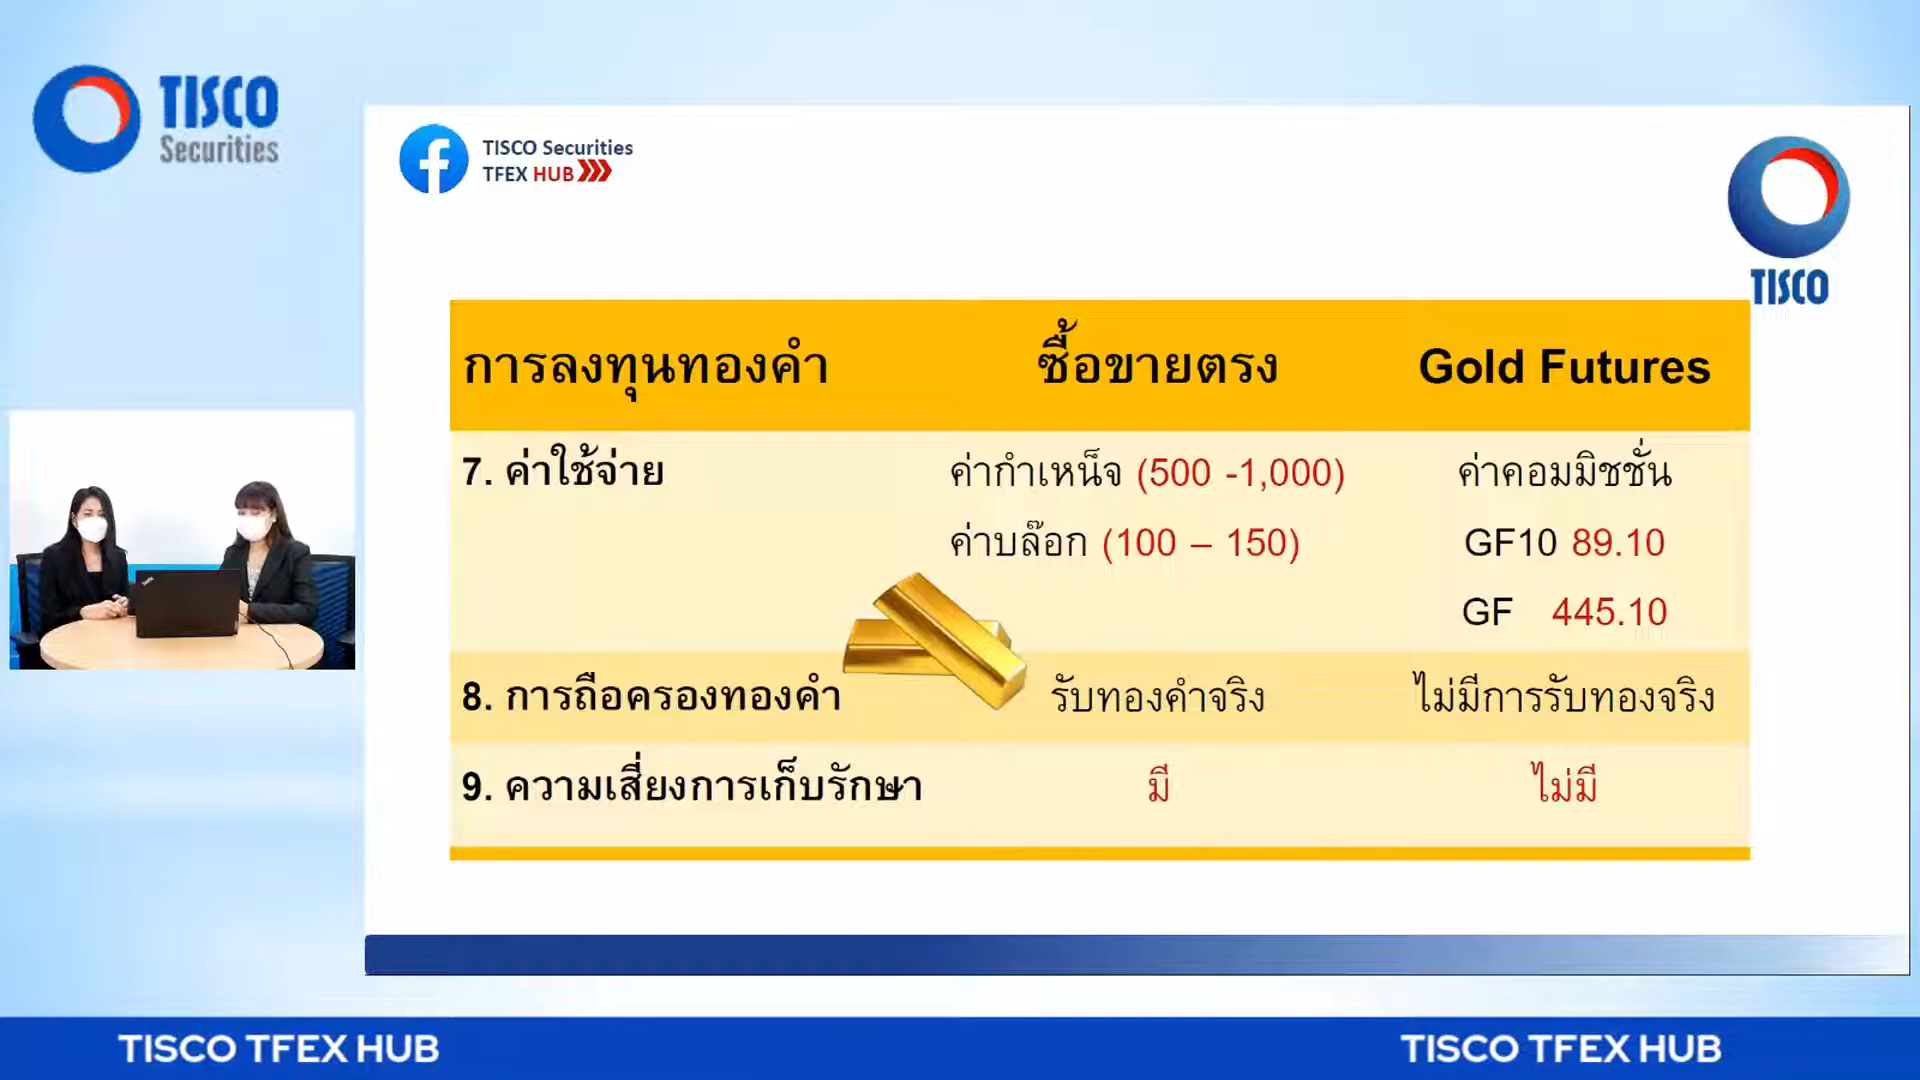 TISCO
Securities
TISCO Securities
TFEX HUB
TISCO
การลงทุนทองคำ ซื้อขายตรง Gold Futures
7. ค่าใช้จ่าย ค่ากำเหน็จ (500 -1,000) ค่าคอมมิชชั่น
ค่าบล๊อก (100 – 150) GF10 89.10
GF 445.10
8. การถือครองทองคำ รับทองคำจริง ไม่มีการรับทองจริง
9. ความเสี่ยงการเก็บรักษา มี ไม่มี
TISCO TFEX HUB TISCO TFEX HUB